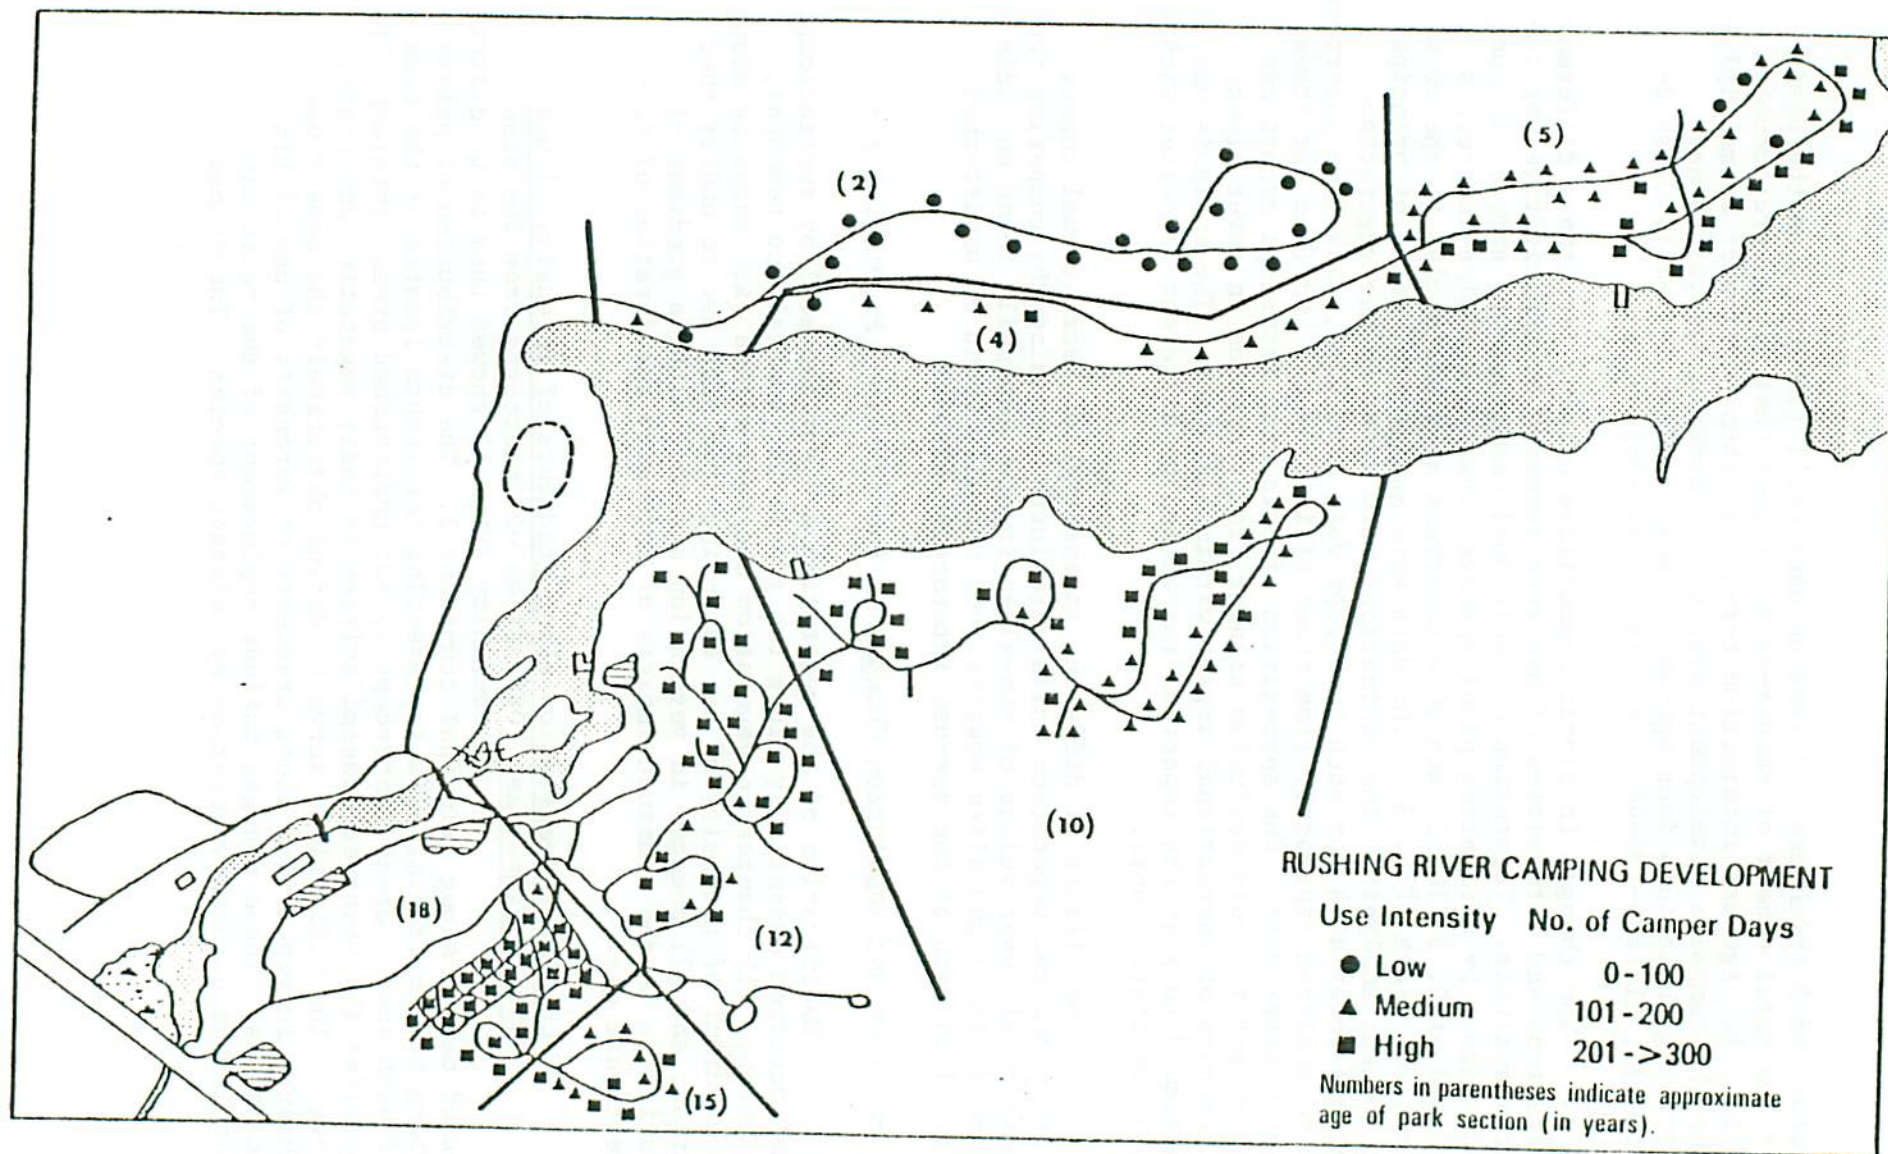 (2)
(5)
(4)
(10)
(18)
(12)
(15)
RUSHING RIVER CAMPING DEVELOPMENT
Use Intensity No. of Camper Days
Low 0-100
Medium 101-200
High 201->300
Numbers in parentheses indicate approximate
age of park section (in years).